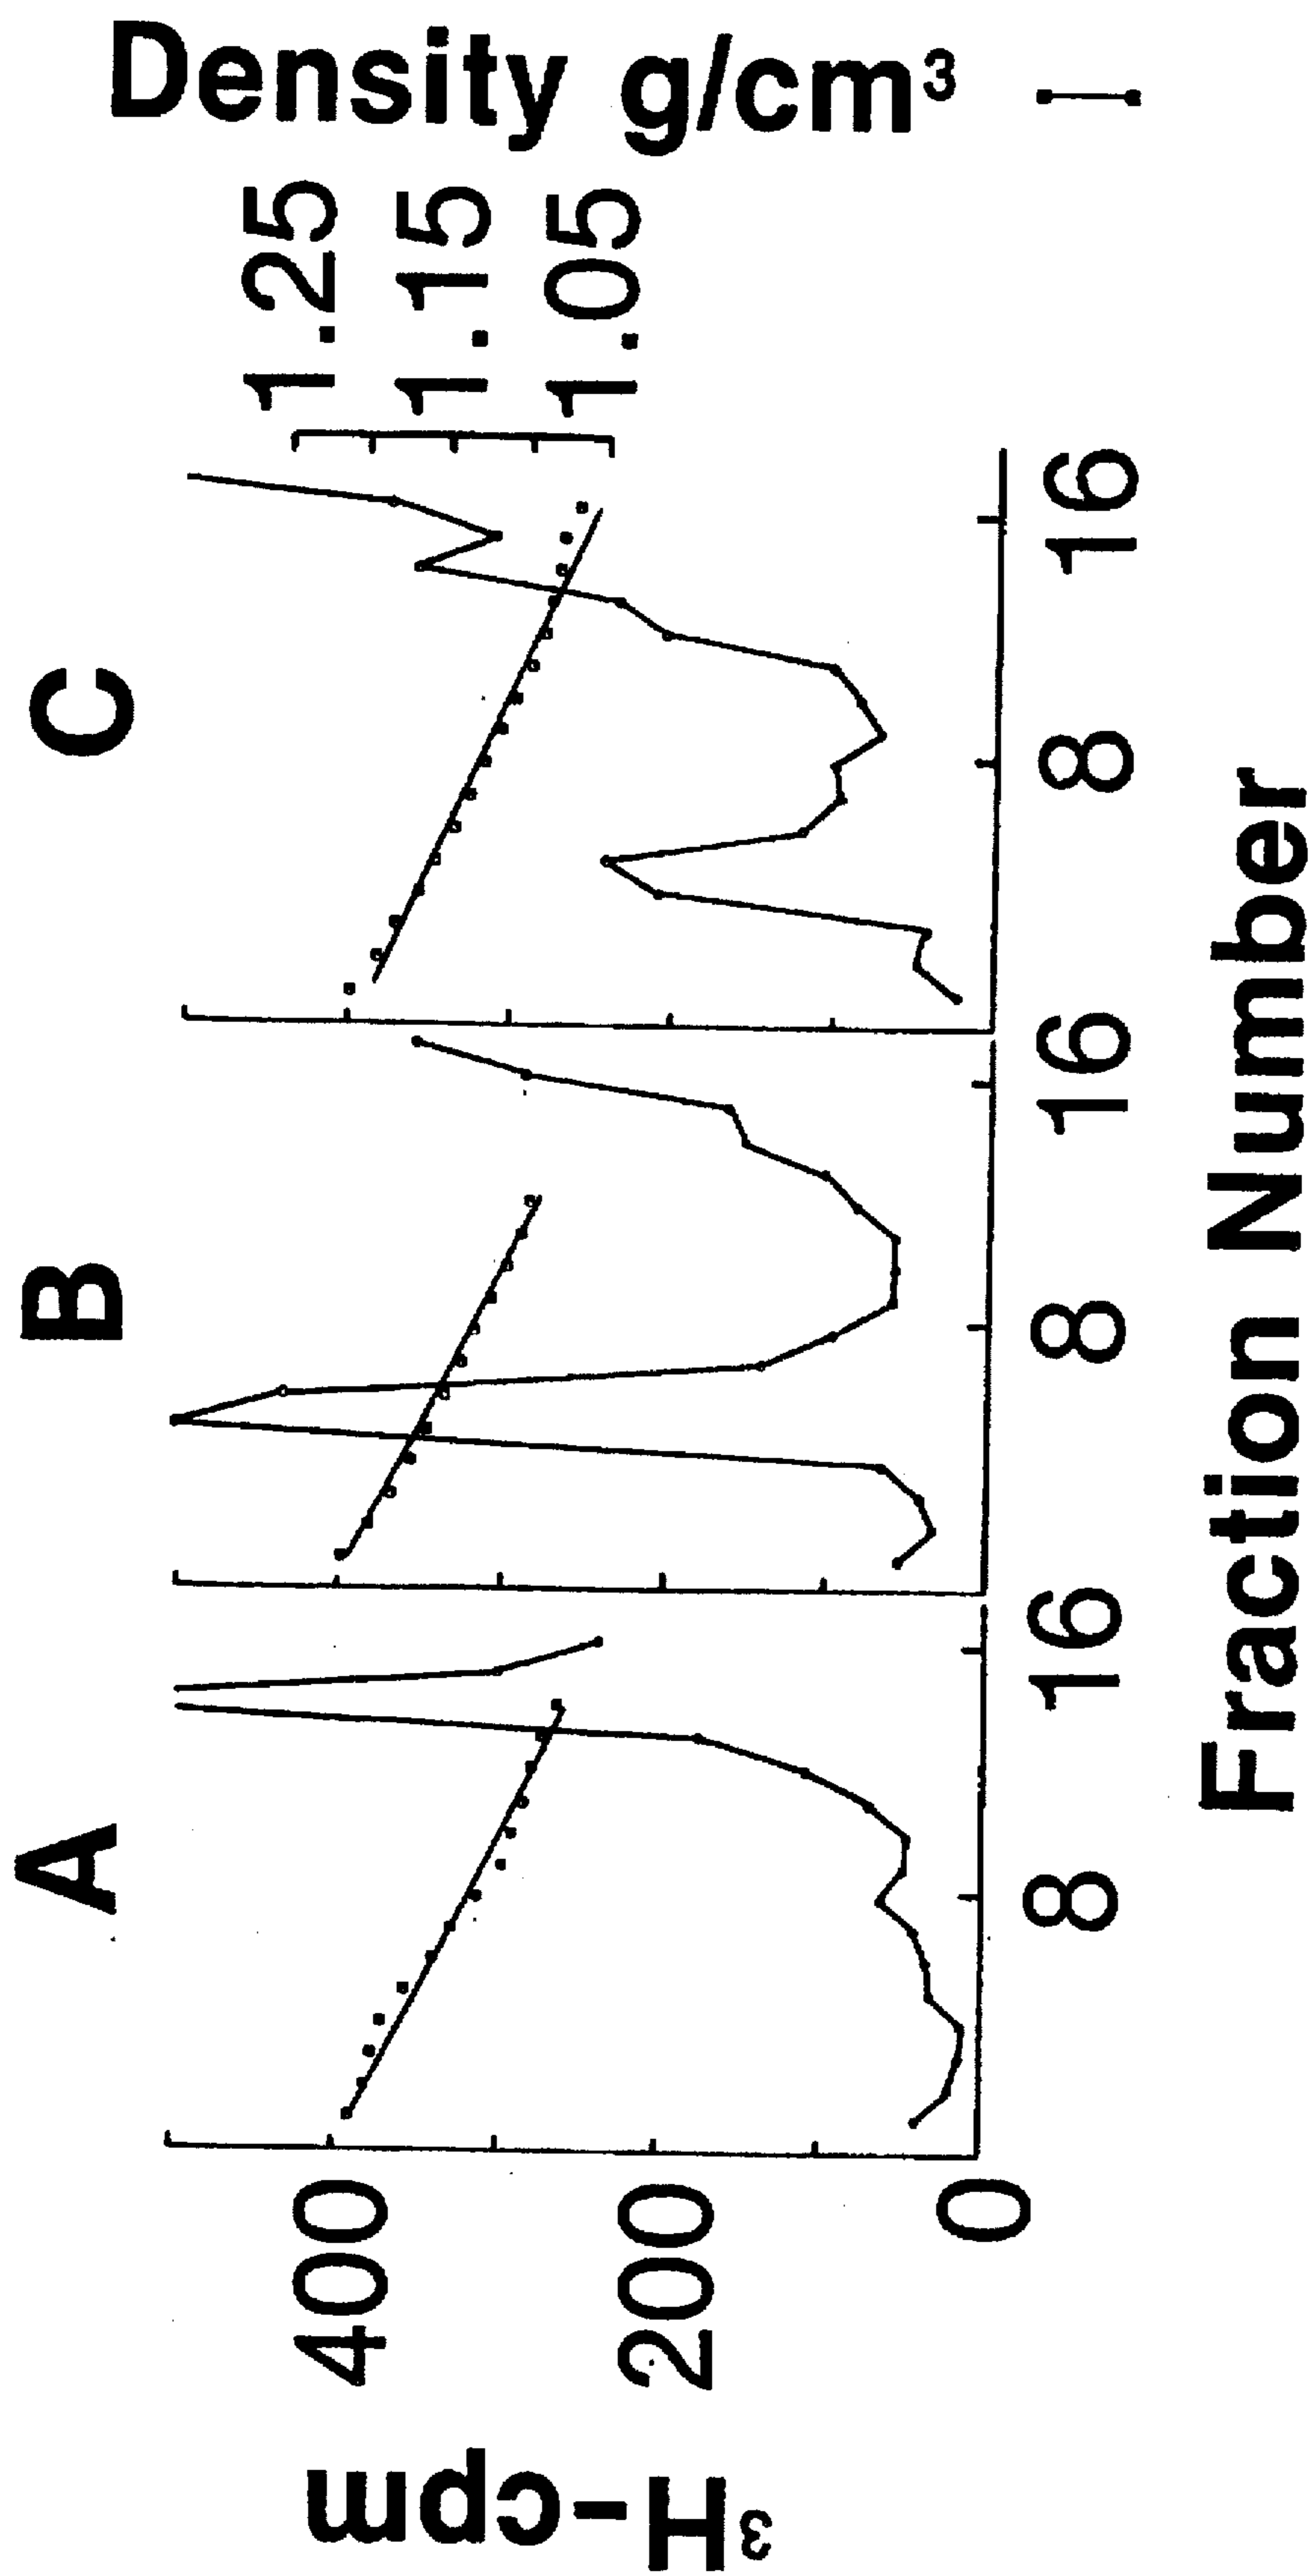 A
B
C
400
200
0
³H-cpm
8
16
8
16
8
16
Fraction Number
1.25
1.15
1.05
Density g/cm³